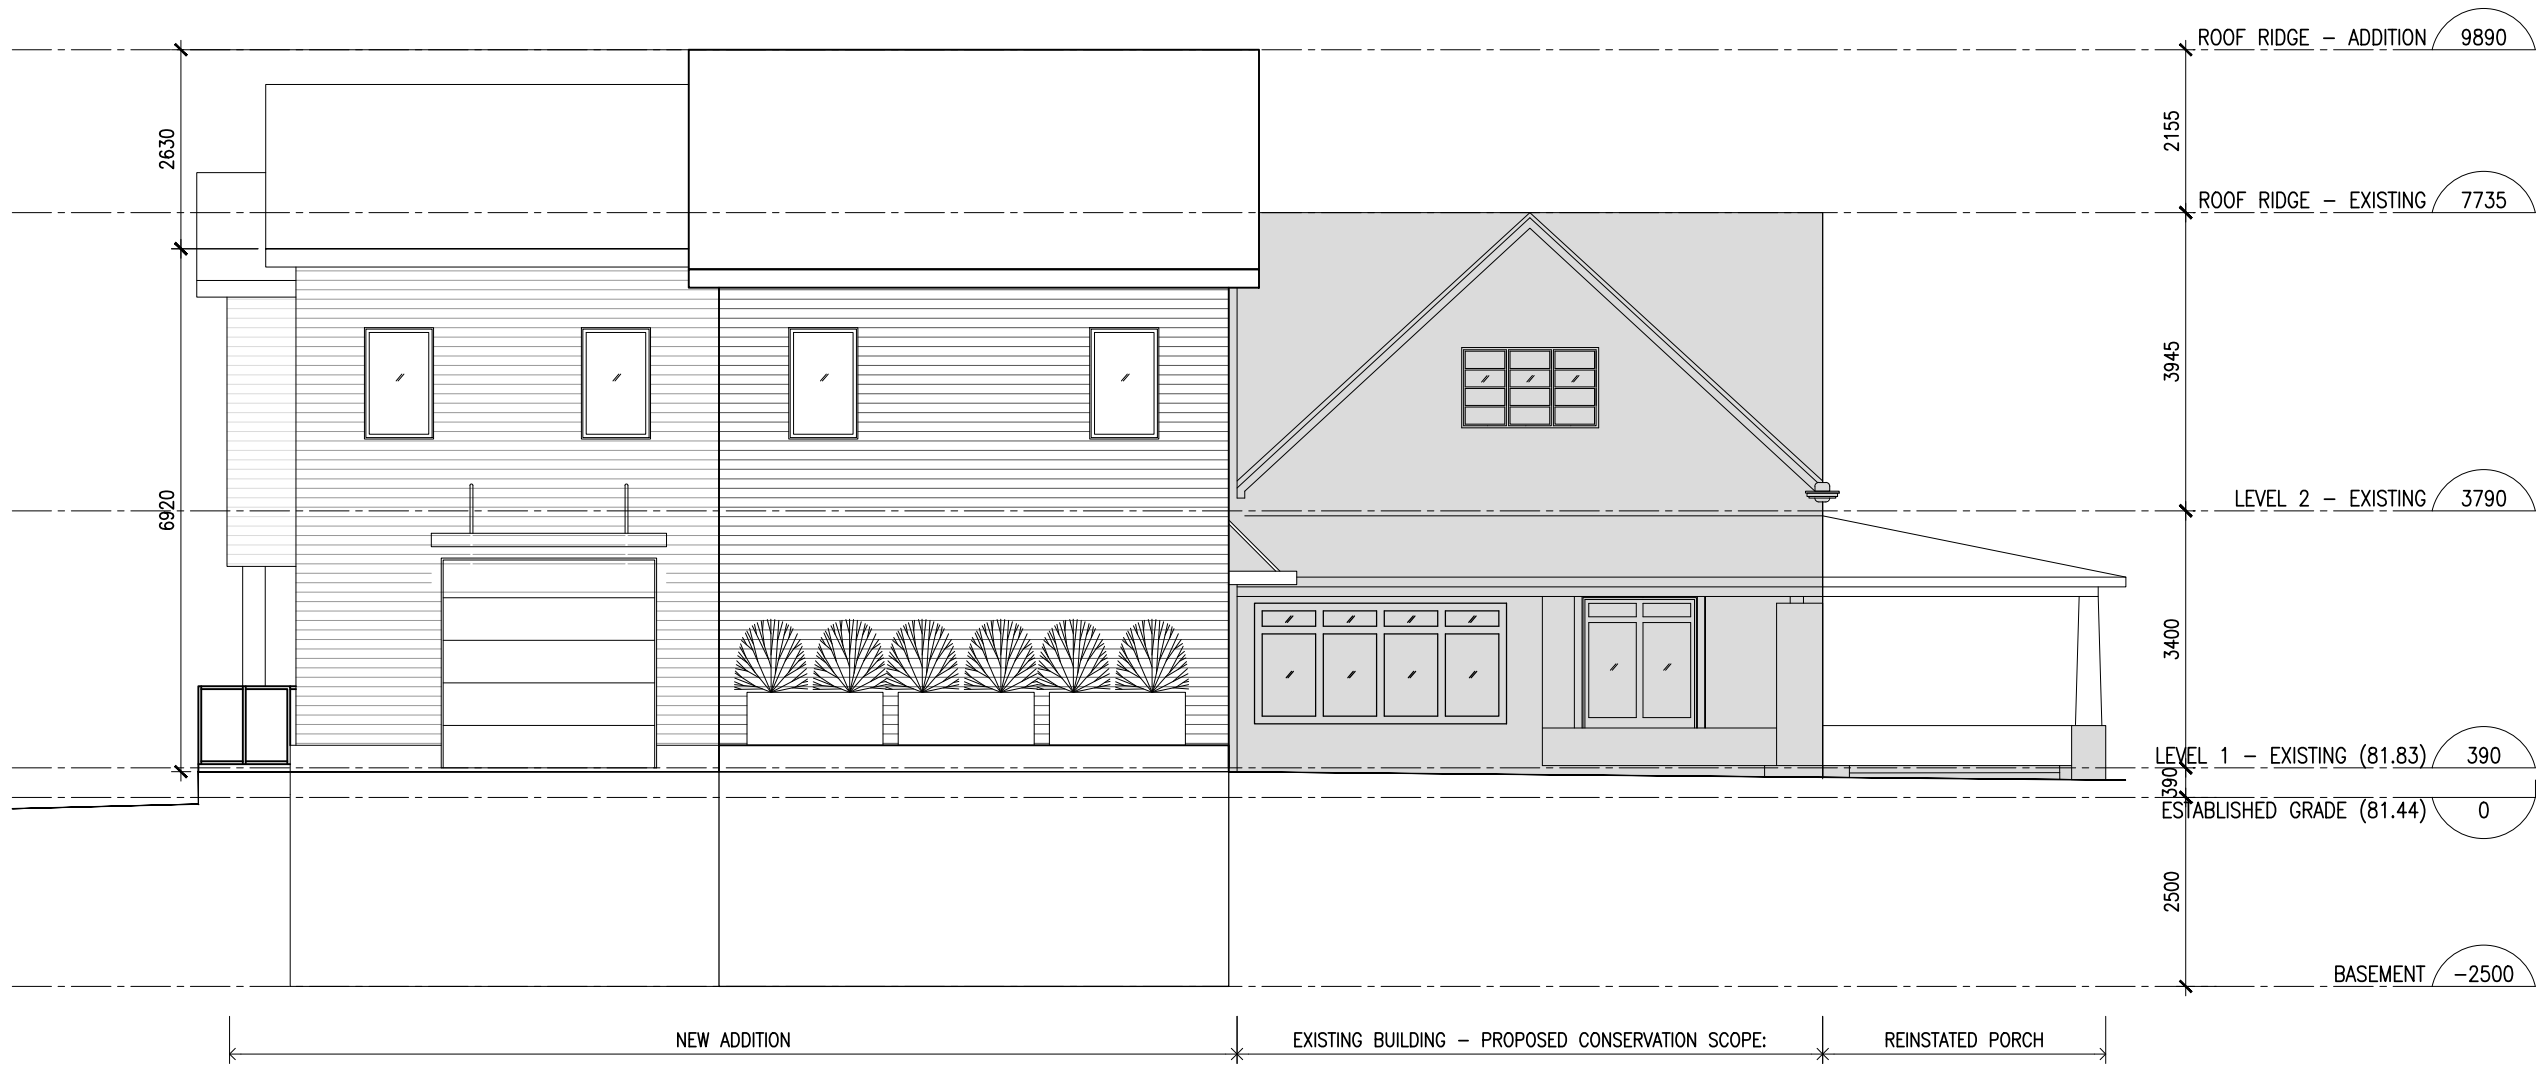 ROOF RIDGE – ADDITION 9890
2630
2155
ROOF RIDGE – EXISTING 7735
3945
6920
LEVEL 2 – EXISTING 3790
3400
LEVEL 1 – EXISTING (81.83) 390
390
ESTABLISHED GRADE (81.44) 0
2500
BASEMENT -2500
NEW ADDITION
EXISTING BUILDING – PROPOSED CONSERVATION SCOPE:
REINSTATED PORCH